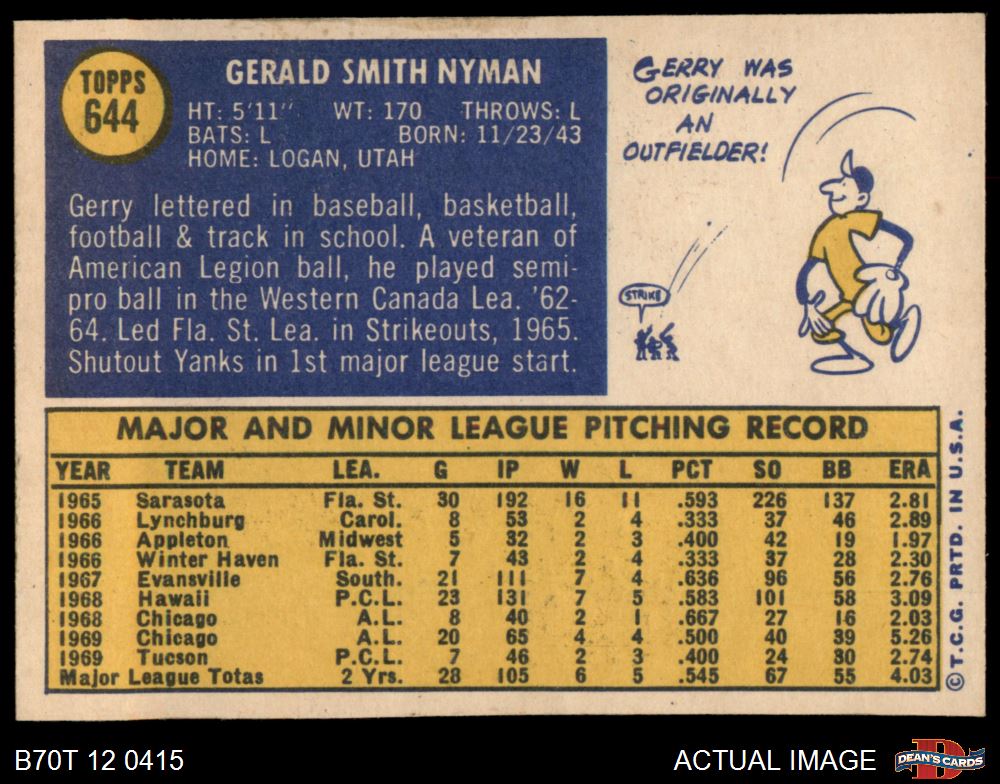 TOPPS
644
GERALD SMITH NYMAN
HT: 5'11" WT: 170 THROWS: L
BATS: L BORN: 11/23/43
HOME: LOGAN, UTAH
Gerry lettered in baseball, basketball,
football & track in school. A veteran of
American Legion ball, he played semi-
pro ball in the Western Canada Lea. '62-
64. Led Fla. St. Lea. in Strikeouts, 1965.
Shutout Yanks in 1st major league start.
GERRY WAS
ORIGINALLY
AN
OUTFIELDER!
STRIKE
MAJOR AND MINOR LEAGUE PITCHING RECORD
YEAR TEAM LEA. G IP W L PCT SO BB ERA
1965 Sarasota Fla. St. 30 192 16 11 .593 226 137 2.81
1966 Lynchburg Carol. 8 53 2 4 .333 37 46 2.89
1966 Appleton Midwest 5 32 2 3 .400 42 19 1.97
1966 Winter Haven Fla. St. 7 43 2 4 .333 37 28 2.30
1967 Evansville South. 21 111 7 4 .636 96 56 2.76
1968 Hawaii P.C.L. 23 131 7 5 .583 101 58 3.09
1968 Chicago A.L. 8 40 2 1 .667 27 16 2.03
1969 Chicago A.L. 20 65 4 4 .500 40 39 5.26
1969 Tucson P.C.L. 7 46 2 3 .400 24 30 2.74
Major League Totas 2 Yrs. 28 105 6 5 .545 67 55 4.03
©T.C.G. PRTD. IN U.S.A.
B70T 12 0415
ACTUAL IMAGE
D
DEAN'S CARDS